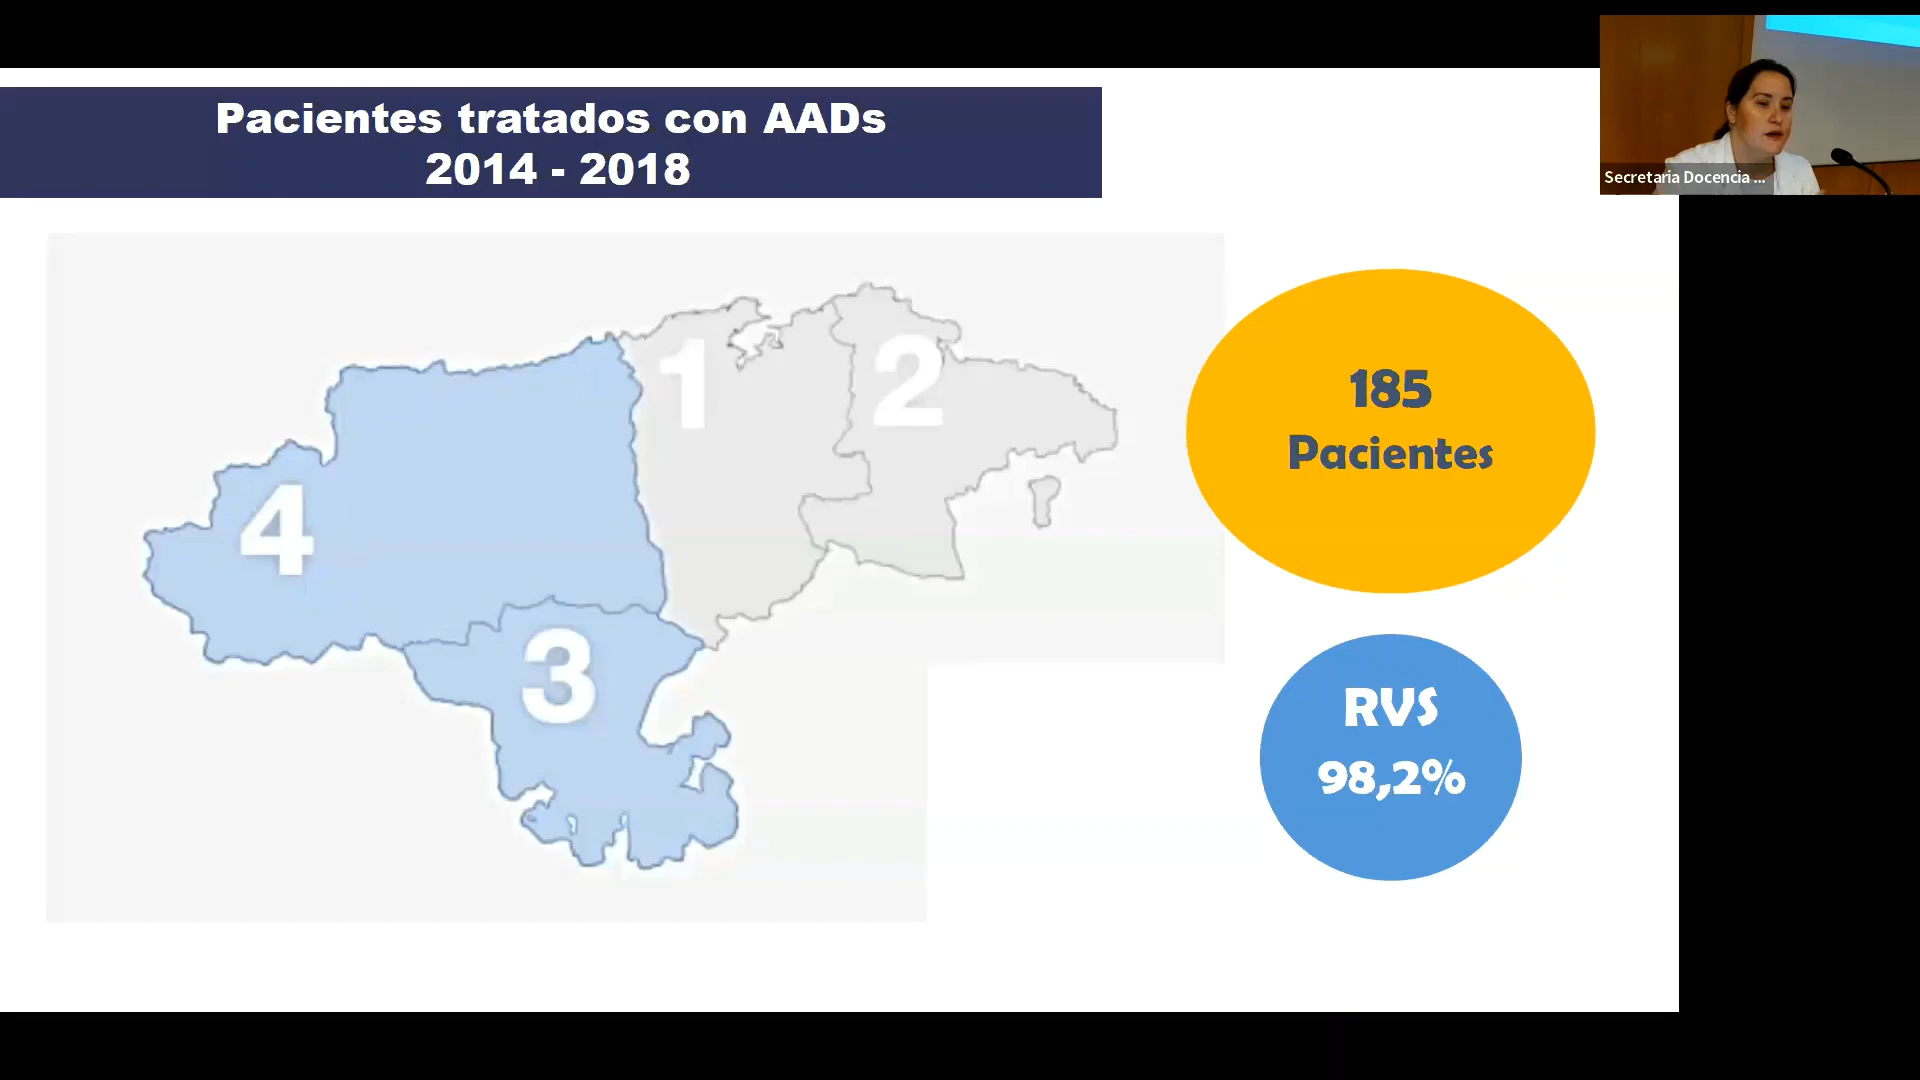 Pacientes tratados con AADs
2014 - 2018
Secretaria Docencia ...
1
2
3
4
185
Pacientes
RVS
98,2%